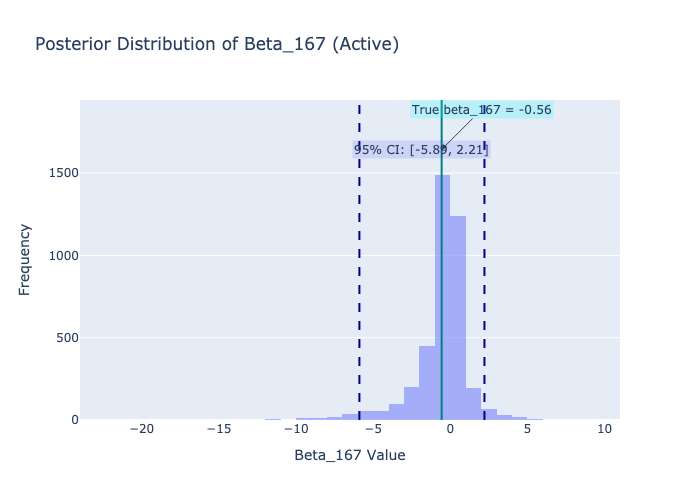 Posterior Distribution of Beta_167 (Active)
True beta_167 = -0.56
95% CI: [-5.89, 2.21]
1500
1000
500
0
Frequency
−20 −15 −10 −5 0 5 10
Beta_167 Value